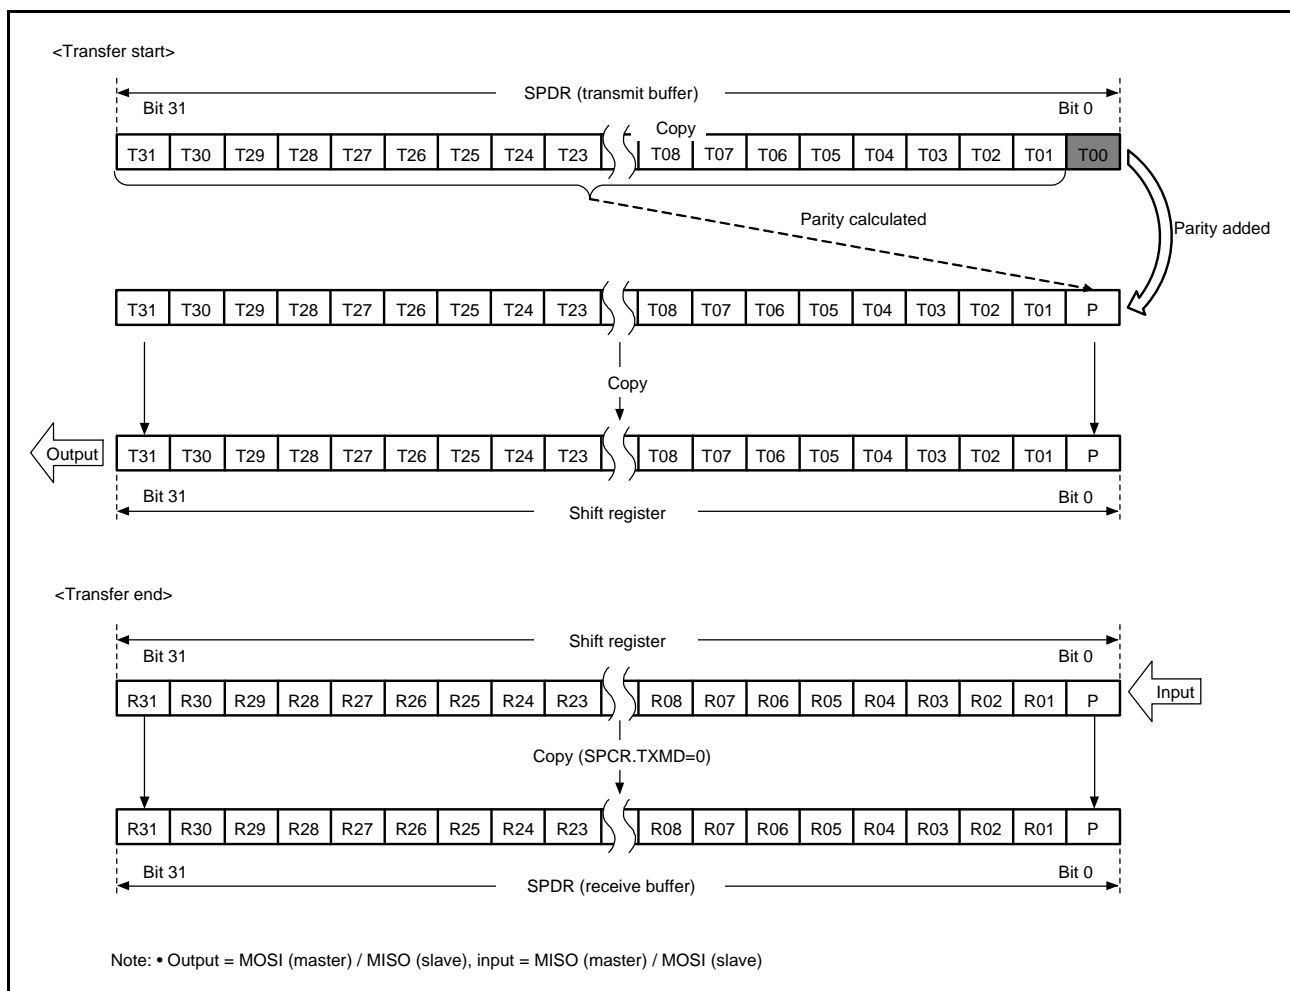 <Transfer start>
SPDR (transmit buffer)
Bit 31 Bit 0
Copy
T31 T30 T29 T28 T27 T26 T25 T24 T23 T08 T07 T06 T05 T04 T03 T02 T01 T00
Parity calculated
Parity added
T31 T30 T29 T28 T27 T26 T25 T24 T23 T08 T07 T06 T05 T04 T03 T02 T01 P
Copy
Output T31 T30 T29 T28 T27 T26 T25 T24 T23 T08 T07 T06 T05 T04 T03 T02 T01 P
Bit 31 Bit 0
Shift register
<Transfer end>
Shift register
Bit 31 Bit 0
R31 R30 R29 R28 R27 R26 R25 R24 R23 R08 R07 R06 R05 R04 R03 R02 R01 P Input
Copy (SPCR.TXMD=0)
R31 R30 R29 R28 R27 R26 R25 R24 R23 R08 R07 R06 R05 R04 R03 R02 R01 P
Bit 31 Bit 0
SPDR (receive buffer)
Note: • Output = MOSI (master) / MISO (slave), input = MISO (master) / MOSI (slave)